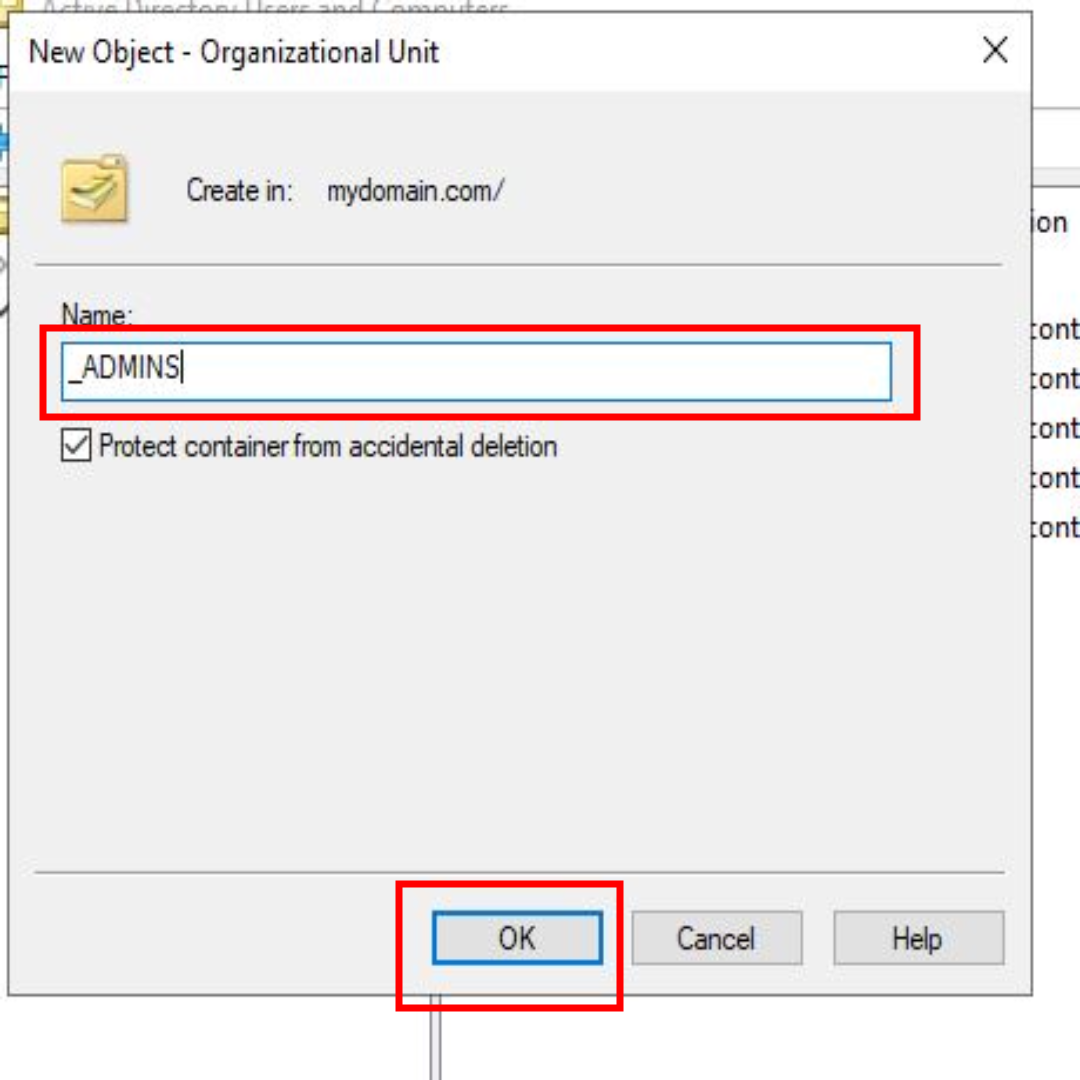 Active Directory Users and Computers
New Object - Organizational Unit
Create in: mydomain.com/
ion
Name:
cont
_ADMINS
cont
Protect container from accidental deletion
cont
cont
cont
OK Cancel Help